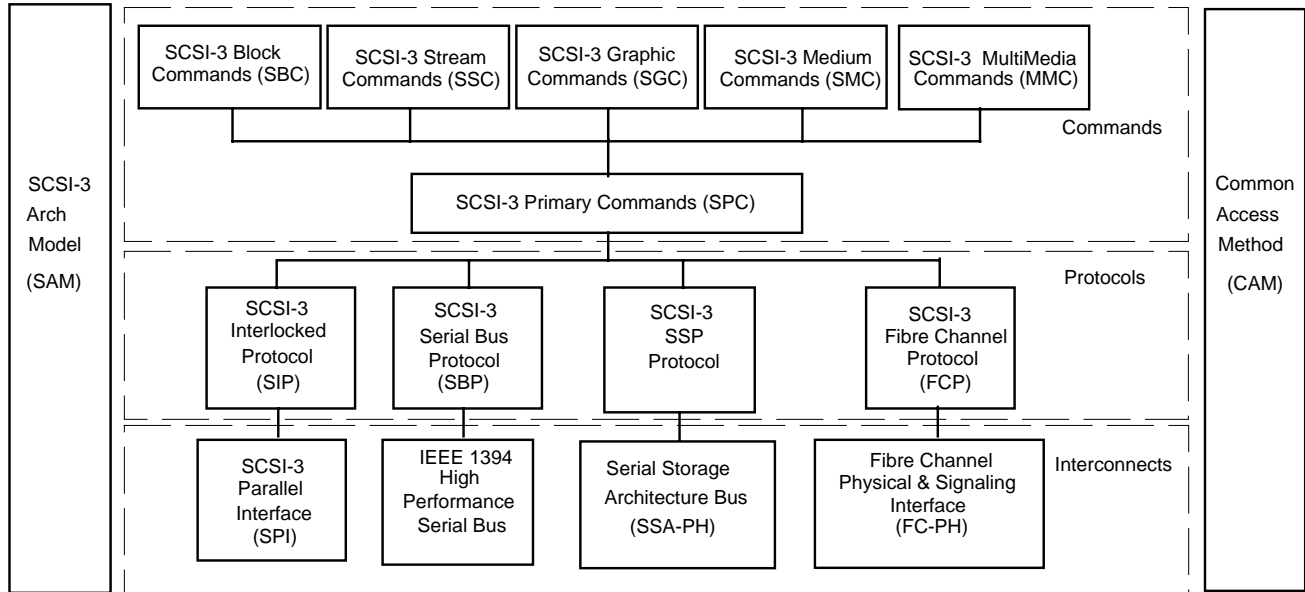 SCSI-3 Block
Commands (SBC)
SCSI-3 Stream
Commands (SSC)
SCSI-3 Graphic
Commands (SGC)
SCSI-3 Medium
Commands (SMC)
SCSI-3 MultiMedia
Commands (MMC)
Commands
SCSI-3
Arch
Model
(SAM)
SCSI-3 Primary Commands (SPC)
Common
Access
Method
(CAM)
Protocols
SCSI-3
Interlocked
Protocol
(SIP)
SCSI-3
Serial Bus
Protocol
(SBP)
SCSI-3
SSP
Protocol
SCSI-3
Fibre Channel
Protocol
(FCP)
SCSI-3
Parallel
Interface
(SPI)
IEEE 1394
High
Performance
Serial Bus
Serial Storage
Architecture Bus
(SSA-PH)
Fibre Channel
Physical & Signaling
Interface
(FC-PH)
Interconnects